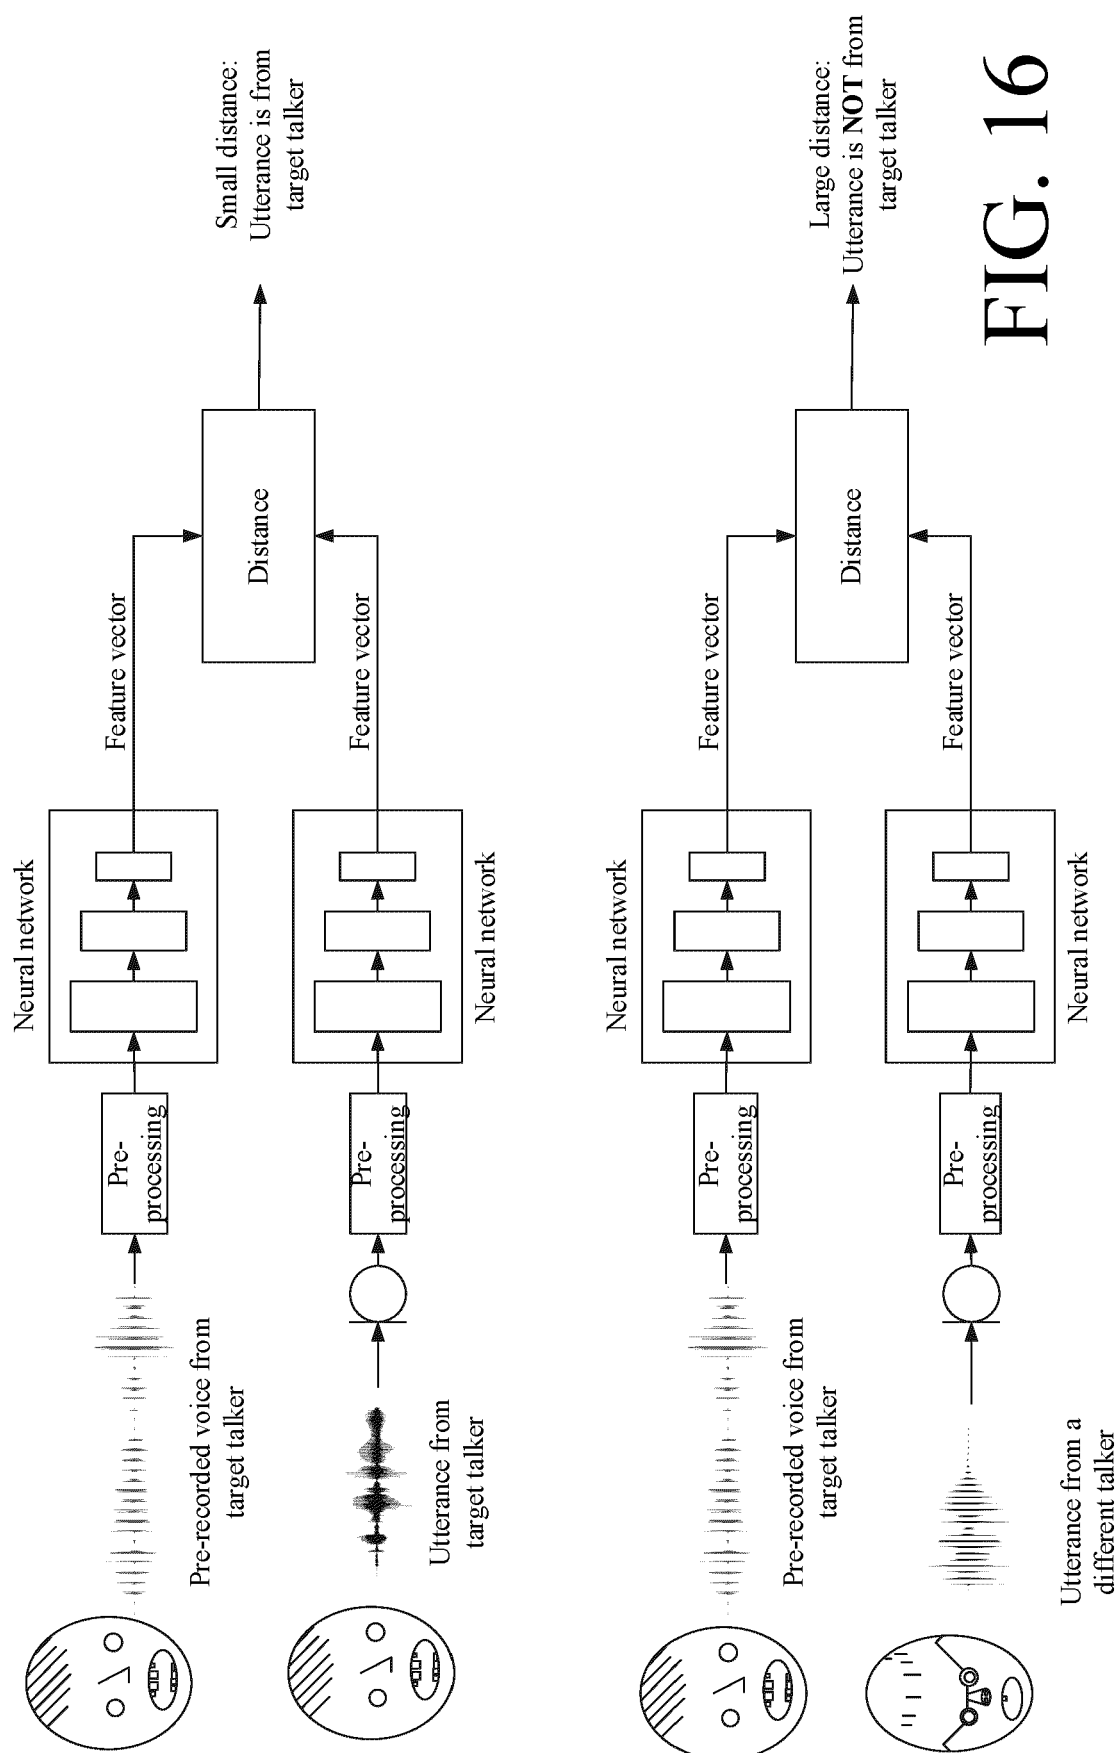 Pre-recorded voice from
target talker
Pre-
processing
Neural network
Feature vector
Distance
Small distance:
Utterance is from
target talker
Utterance from
target talker
Pre-
processing
Neural network
Feature vector
Pre-recorded voice from
target talker
Pre-
processing
Neural network
Feature vector
Distance
Large distance:
Utterance is NOT from
target talker
Utterance from a
different talker
Pre-
processing
Neural network
Feature vector
FIG. 16